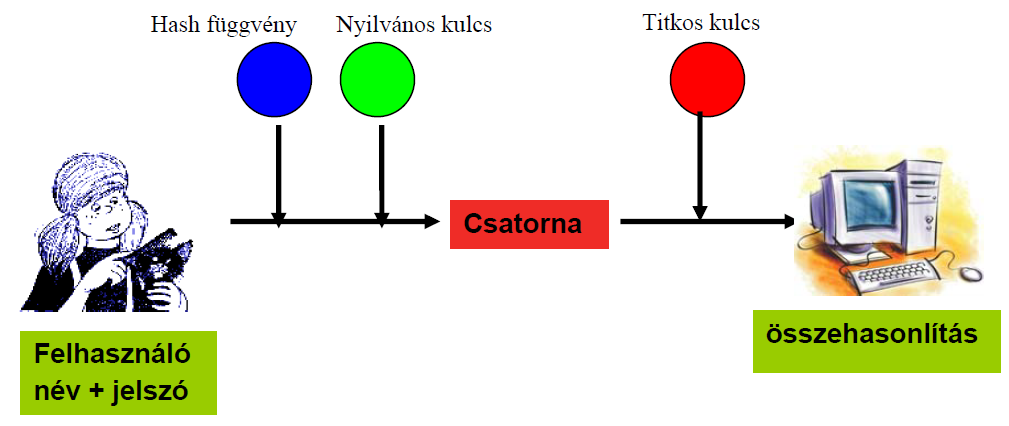 Hash függvény
Nyilvános kulcs
Titkos kulcs
Csatorna
Felhasználó
név + jelszó
összehasonlítás